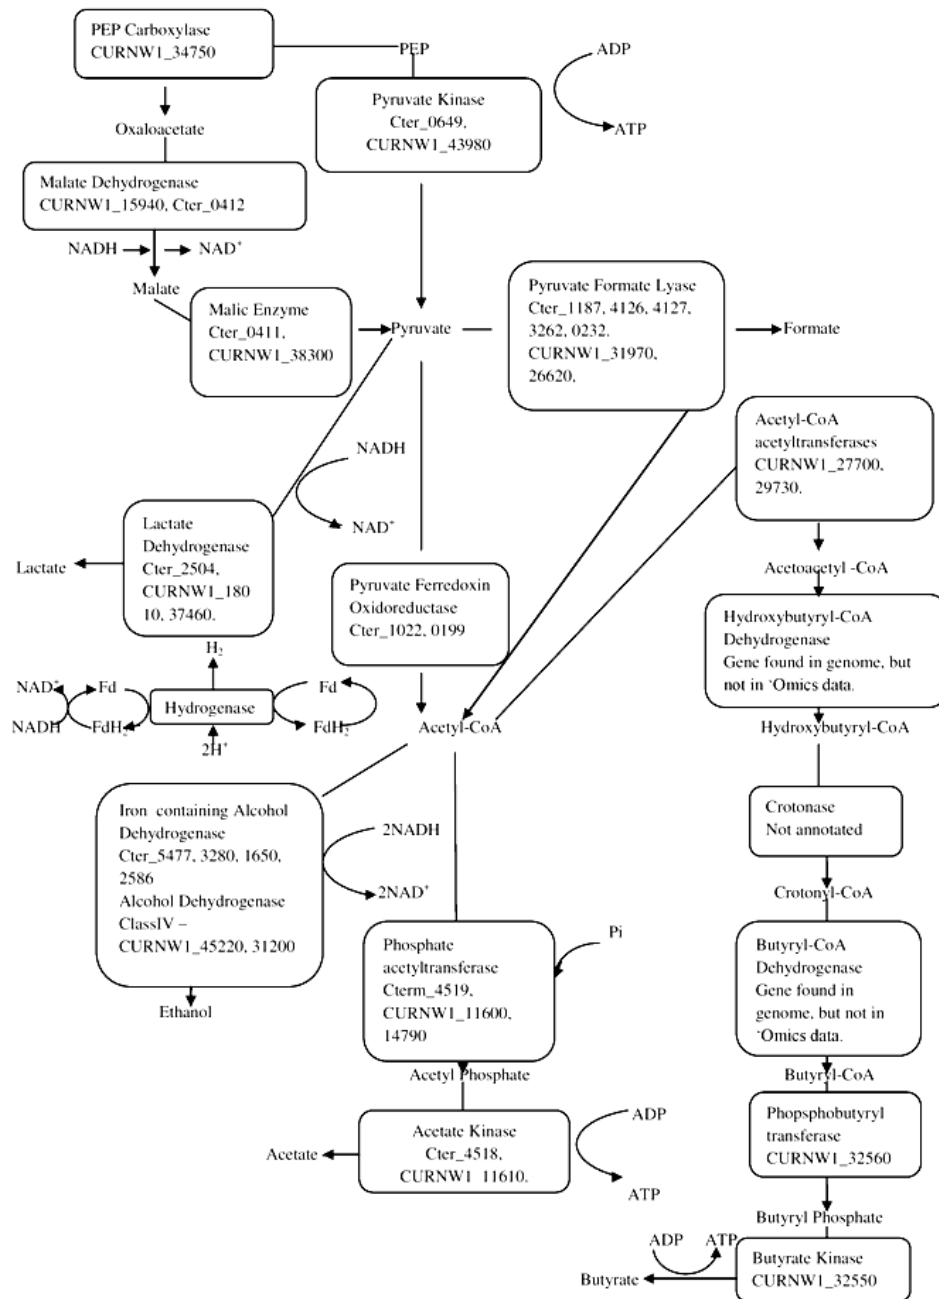 PEP Carboxylase
CURNW1_34750
PEP
ADP
Pyruvate Kinase
Cter_0649,
CURNW1_43980
ATP
Oxaloacetate
Malate Dehydrogenase
CURNW1_15940, Cter_0412
NADH
NAD+
Malate
Malic Enzyme
Cter_0411,
CURNW1_38300
Pyruvate
Pyruvate Formate Lyase
Cter_1187, 4126, 4127,
3262, 0232.
CURNW1_31970,
26620,
Formate
Acetyl-CoA
acetyltransferases
CURNW1_27700,
29730.
NADH
NAD+
Lactate
Lactate
Dehydrogenase
Cter_2504,
CURNW1_180
10, 37460.
Pyruvate Ferredoxin
Oxidoreductase
Cter_1022, 0199
Acetoacetyl -CoA
Hydroxybutyryl-CoA
Dehydrogenase
Gene found in genome, but
not in 'Omics data.
H2
NAD+
Fd
Hydrogenase
Fd
NADH
FdH2
FdH2
2H+
Acetyl-CoA
Hydroxybutyryl-CoA
Iron containing Alcohol
Dehydrogenase
Cter_5477, 3280, 1650,
2586
Alcohol Dehydrogenase
ClassIV –
CURNW1_45220, 31200
2NADH
2NAD+
Crotonase
Not annotated
Crotonyl-CoA
Ethanol
Phosphate
acetyltransferase
Cterm_4519,
CURNW1_11600,
14790
Pi
Butyryl-CoA
Dehydrogenase
Gene found in
genome, but not in
'Omics data.
Acetyl Phosphate
Butyryl-CoA
Acetate
Acetate Kinase
Cter_4518,
CURNW1_11610.
ADP
ATP
Phopsphobutyryl
transferase
CURNW1_32560
Butyryl Phosphate
ADP
ATP
Butyrate
Butyrate Kinase
CURNW1_32550